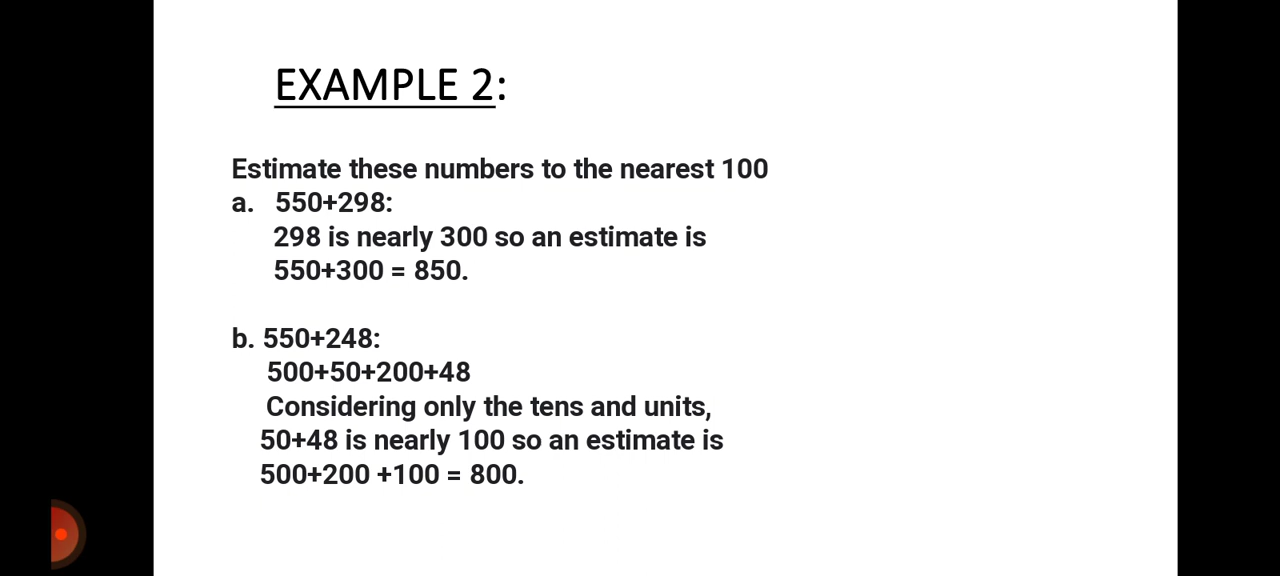 EXAMPLE 2:
Estimate these numbers to the nearest 100
a. 550+298:
298 is nearly 300 so an estimate is
550+300 = 850.
b. 550+248:
500+50+200+48
Considering only the tens and units,
50+48 is nearly 100 so an estimate is
500+200 +100 = 800.